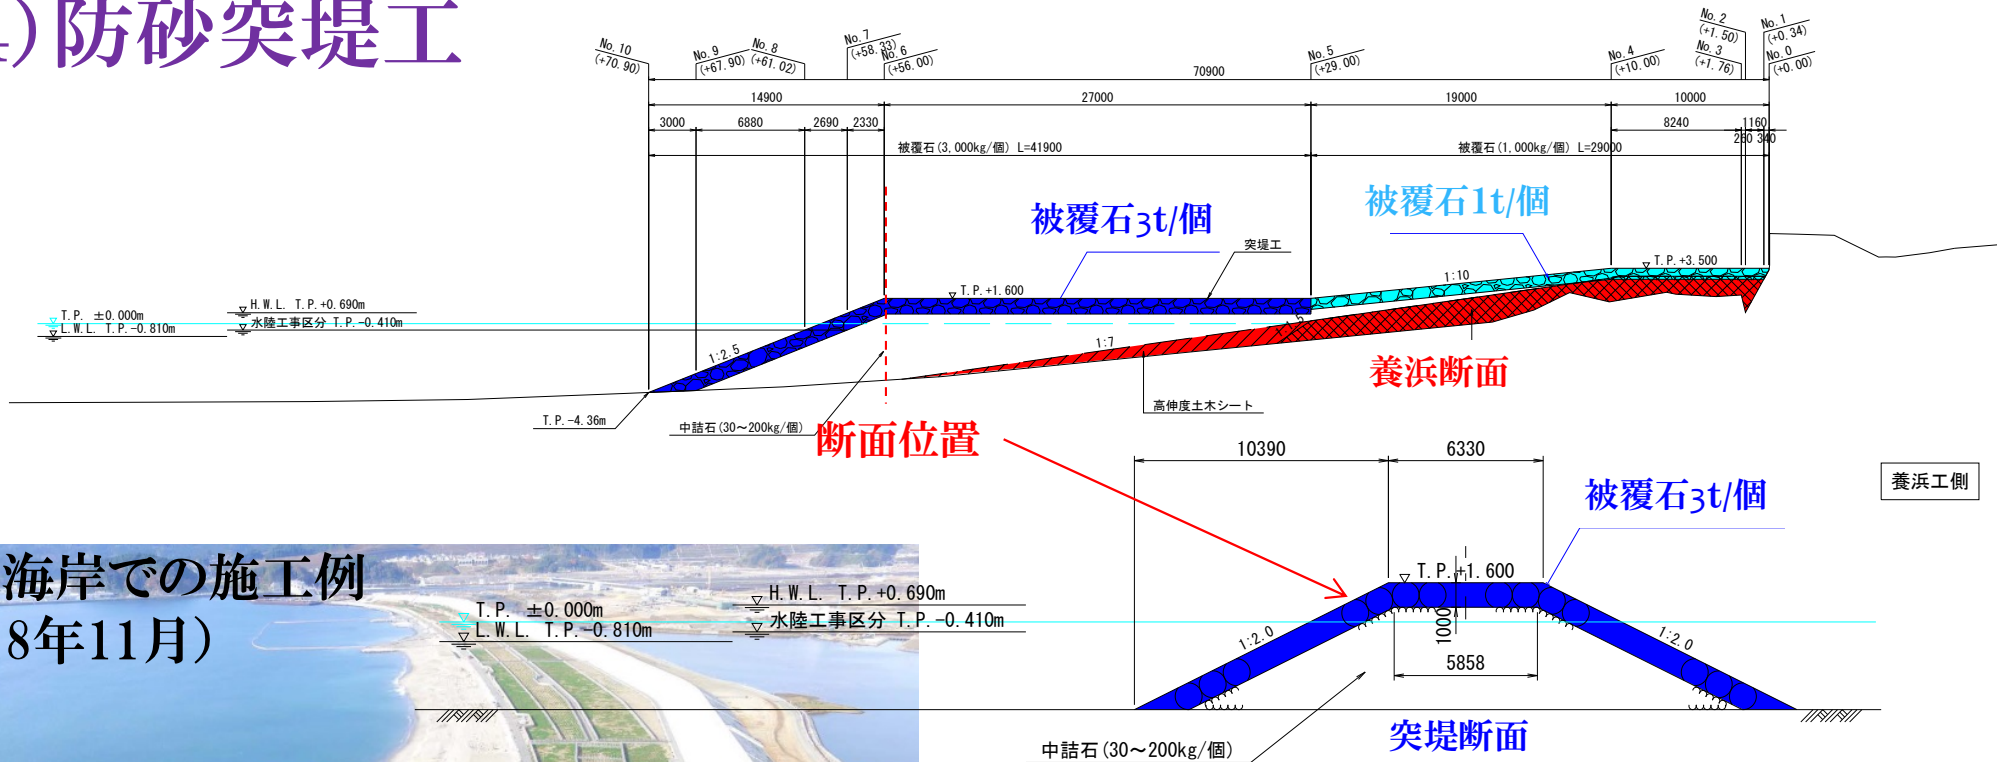 )防砂突堤工
No.10
(+70.90)
No.9
(+67.90)
No.8
(+61.02)
No.7
(+58.33)
No.6
(+56.00)
No.5
(+29.00)
No.4
(+10.00)
No.2
(+1.50)
No.3
(+1.76)
No.1
(+0.34)
No.0
(+0.00)
70900
14900
27000
19000
10000
3000
6880
2690
2330
8240
1160
260
340
被覆石(3,000kg/個) L=41900
被覆石(1,000kg/個) L=29000
被覆石3t/個
被覆石1t/個
突堤工
T.P.+3.500
1:10
T.P.+1.600
H.W.L. T.P.+0.690m
T.P. ±0.000m
水陸工事区分 T.P.-0.410m
L.W.L. T.P.-0.810m
1:2.5
1:7
養浜断面
高伸度土木シート
T.P.-4.36m
中詰石(30～200kg/個)
断面位置
10390
6330
養浜工側
被覆石3t/個
海岸での施工例
8年11月)
T.P.+1.600
H.W.L. T.P.+0.690m
T.P. ±0.000m
水陸工事区分 T.P.-0.410m
L.W.L. T.P.-0.810m
1000
1:2.0
1:2.0
5858
突堤断面
中詰石(30～200kg/個)